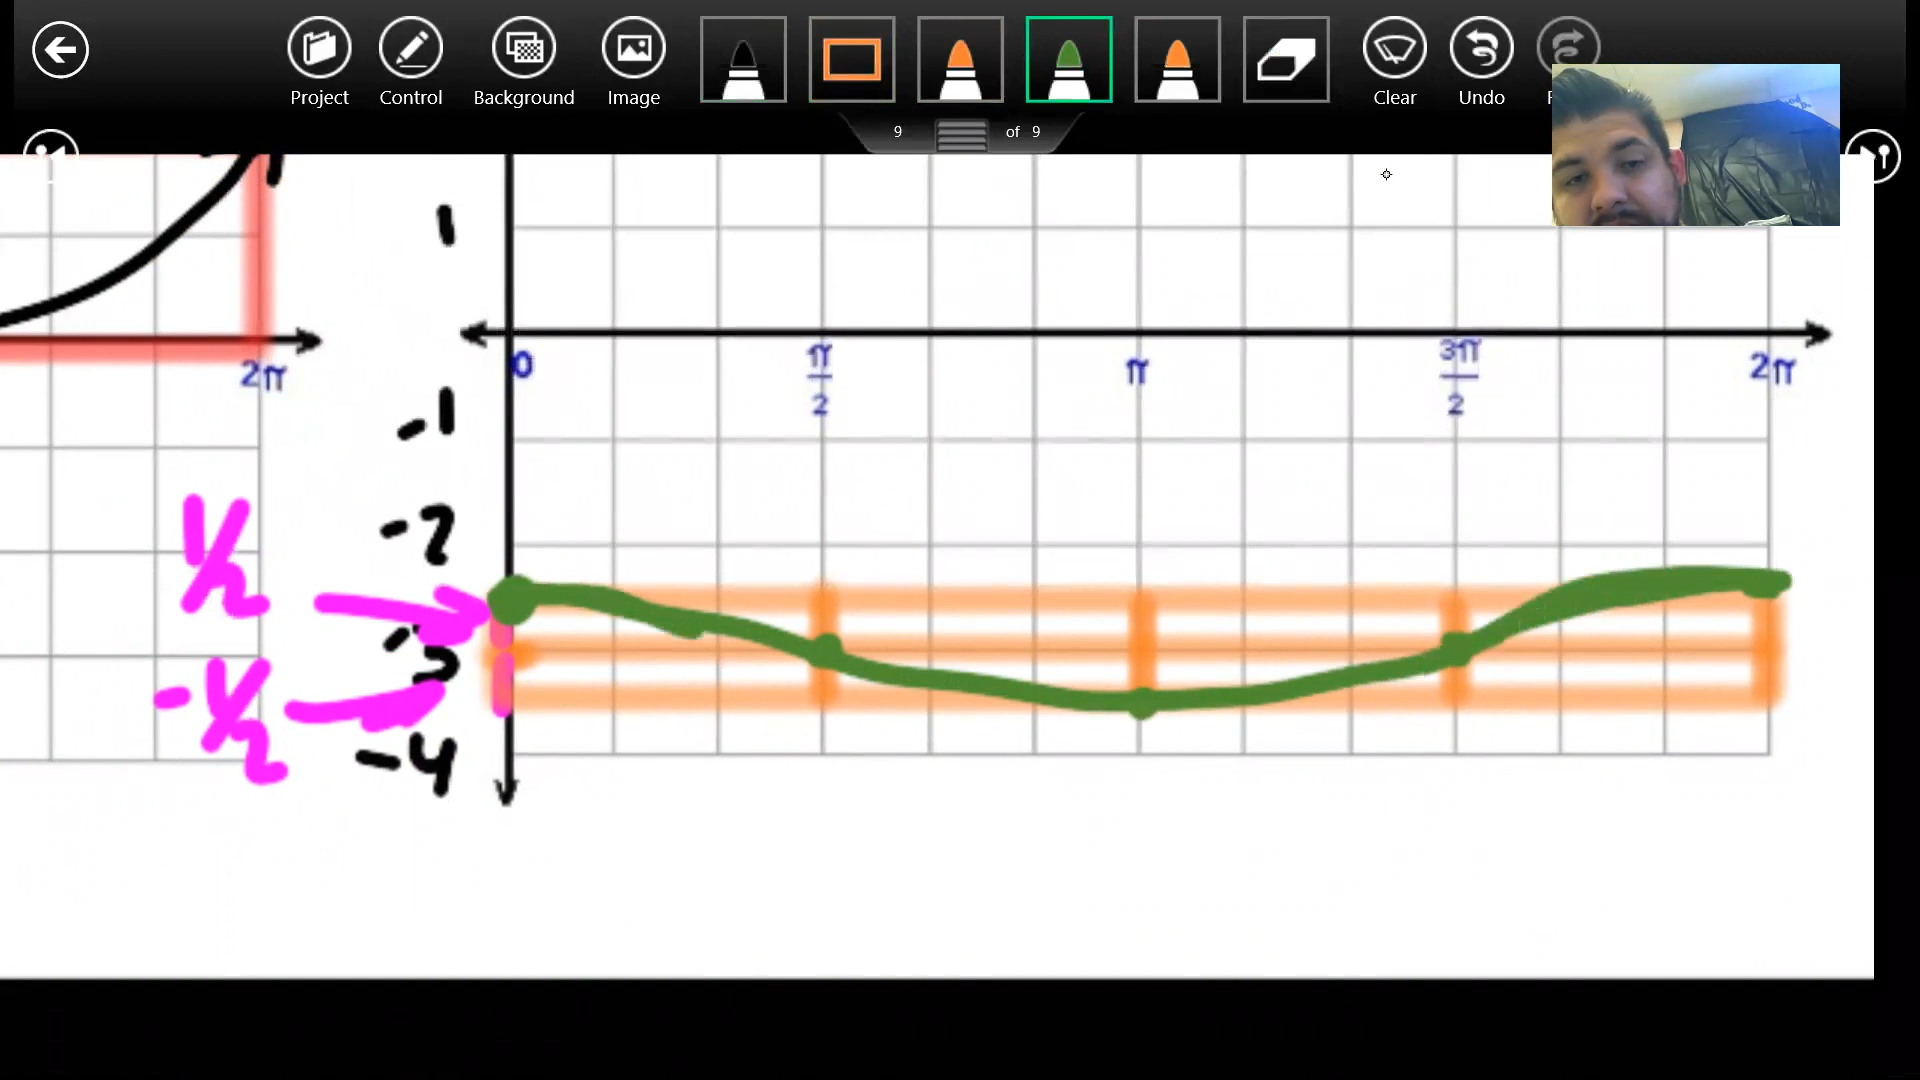 Project Control Background Image Clear Undo
9 of 9
1
0 π/2 π 3π/2 2π
2π
-1
-2
1/2
-3
-1/2
-4